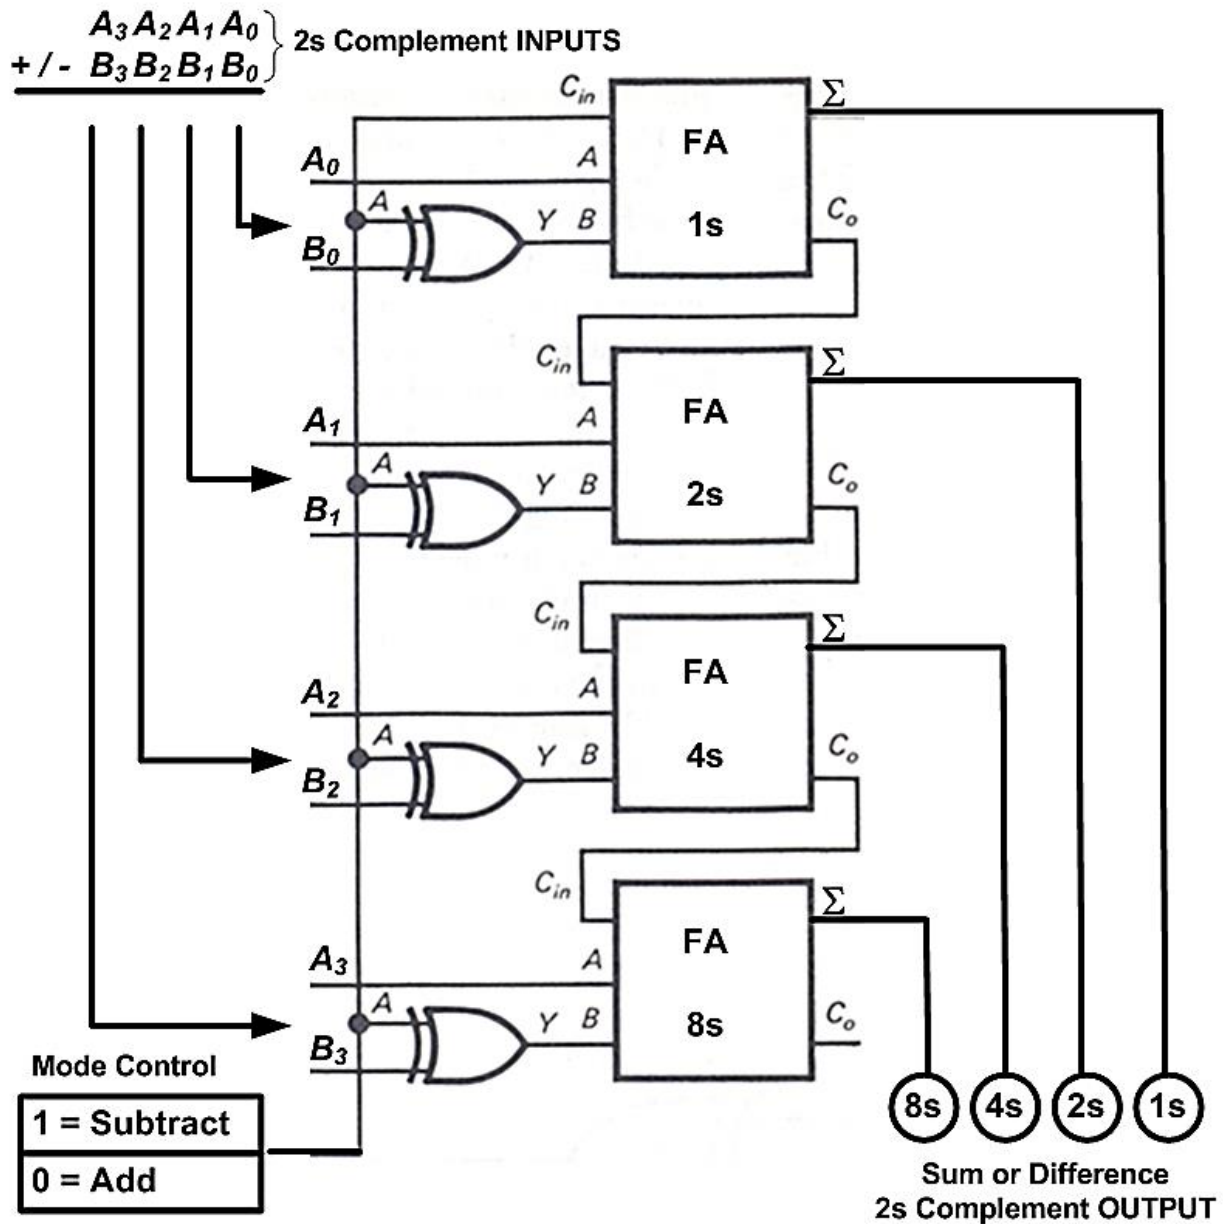 A3 A2 A1 A0
+ / - B3 B2 B1 B0
2s Complement INPUTS
Cin
Σ
FA
A0
A
A
Y
B
1s
Co
B0
Cin
Σ
FA
A1
A
A
Y
B
2s
Co
B1
Cin
Σ
FA
A2
A
A
Y
B
4s
Co
B2
Cin
Σ
FA
A3
A
A
Y
B
8s
Co
B3
Mode Control
1 = Subtract
0 = Add
8s
4s
2s
1s
Sum or Difference
2s Complement OUTPUT